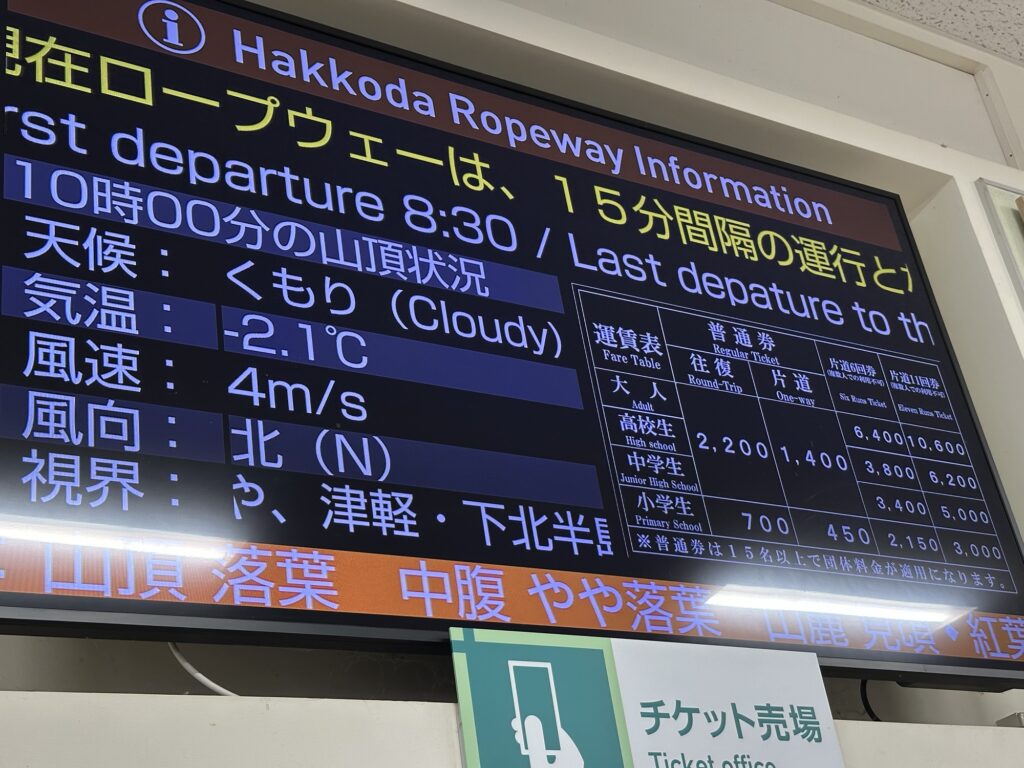 i Hakkoda Ropeway Information
現在ロープウェーは、１５分間隔の運行とな
rst departure 8:30 / Last depature to th
10時00分の山頂状況
天候： くもり（Cloudy）
気温： -2.1℃
風速： 4m/s
風向： 北（N）
視界： や、津軽・下北半島
運賃表 Fare Table
普通券 Regular Ticket
往復 Round-Trip
片道 One-way
片道6回券
Six Runs Ticket
片道11回券
Eleven Runs Ticket
大人 Adult
高校生 High school
中学生 Junior High School
小学生 Primary School
2,200 1,400
6,400 10,600
3,800 6,200
3,400 5,000
700 450 2,150 3,000
※普通券は１５名以上で団体料金が適用になります。
山頂 落葉 中腹 やや落葉 山麓 見頃・紅葉
チケット売場
Ticket office